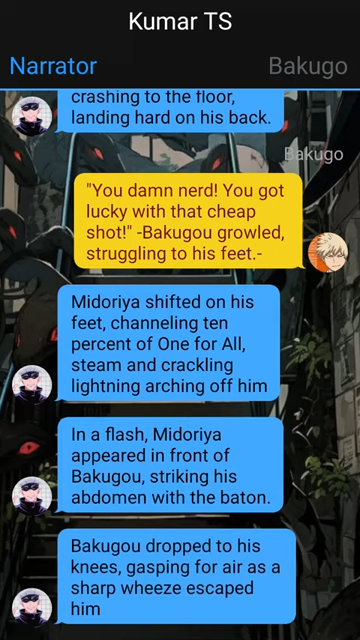 Kumar TS
Narrator
Bakugo
crashing to the floor,
landing hard on his back.
Bakugo
"You damn nerd! You got
lucky with that cheap
shot!" -Bakugou growled,
struggling to his feet.-
Midoriya shifted on his
feet, channeling ten
percent of One for All,
steam and crackling
lightning arching off him
In a flash, Midoriya
appeared in front of
Bakugou, striking his
abdomen with the baton.
Bakugou dropped to his
knees, gasping for air as a
sharp wheeze escaped
him